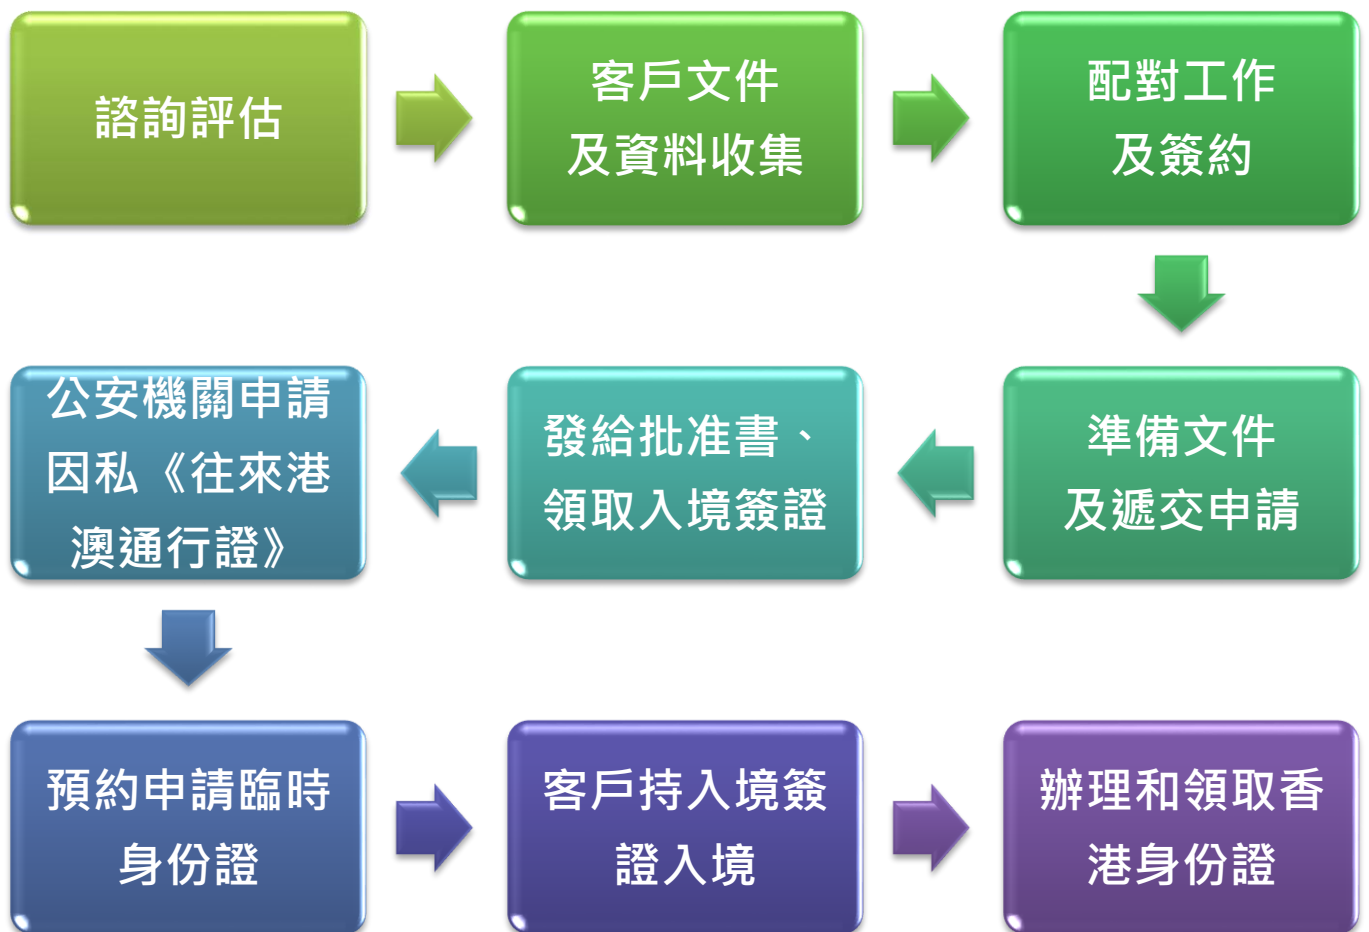 諮詢評估
客戶文件
及資料收集
配對工作
及簽約
準備文件
及遞交申請
發給批准書、
領取入境簽證
公安機關申請
因私《往來港
澳通行證》
預約申請臨時
身份證
客戶持入境簽
證入境
辦理和領取香
港身份證